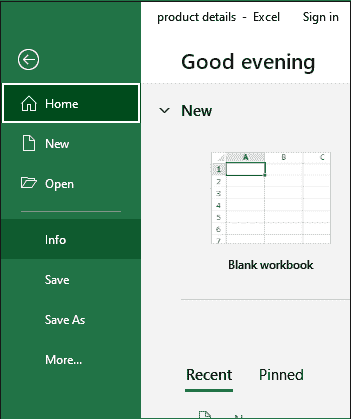 product details - Excel Sign in
Good evening
Home
New
New
Open
A B C
1
2
3
4
5
6
7
Info
Blank workbook
Save
Save As
More...
Recent Pinned